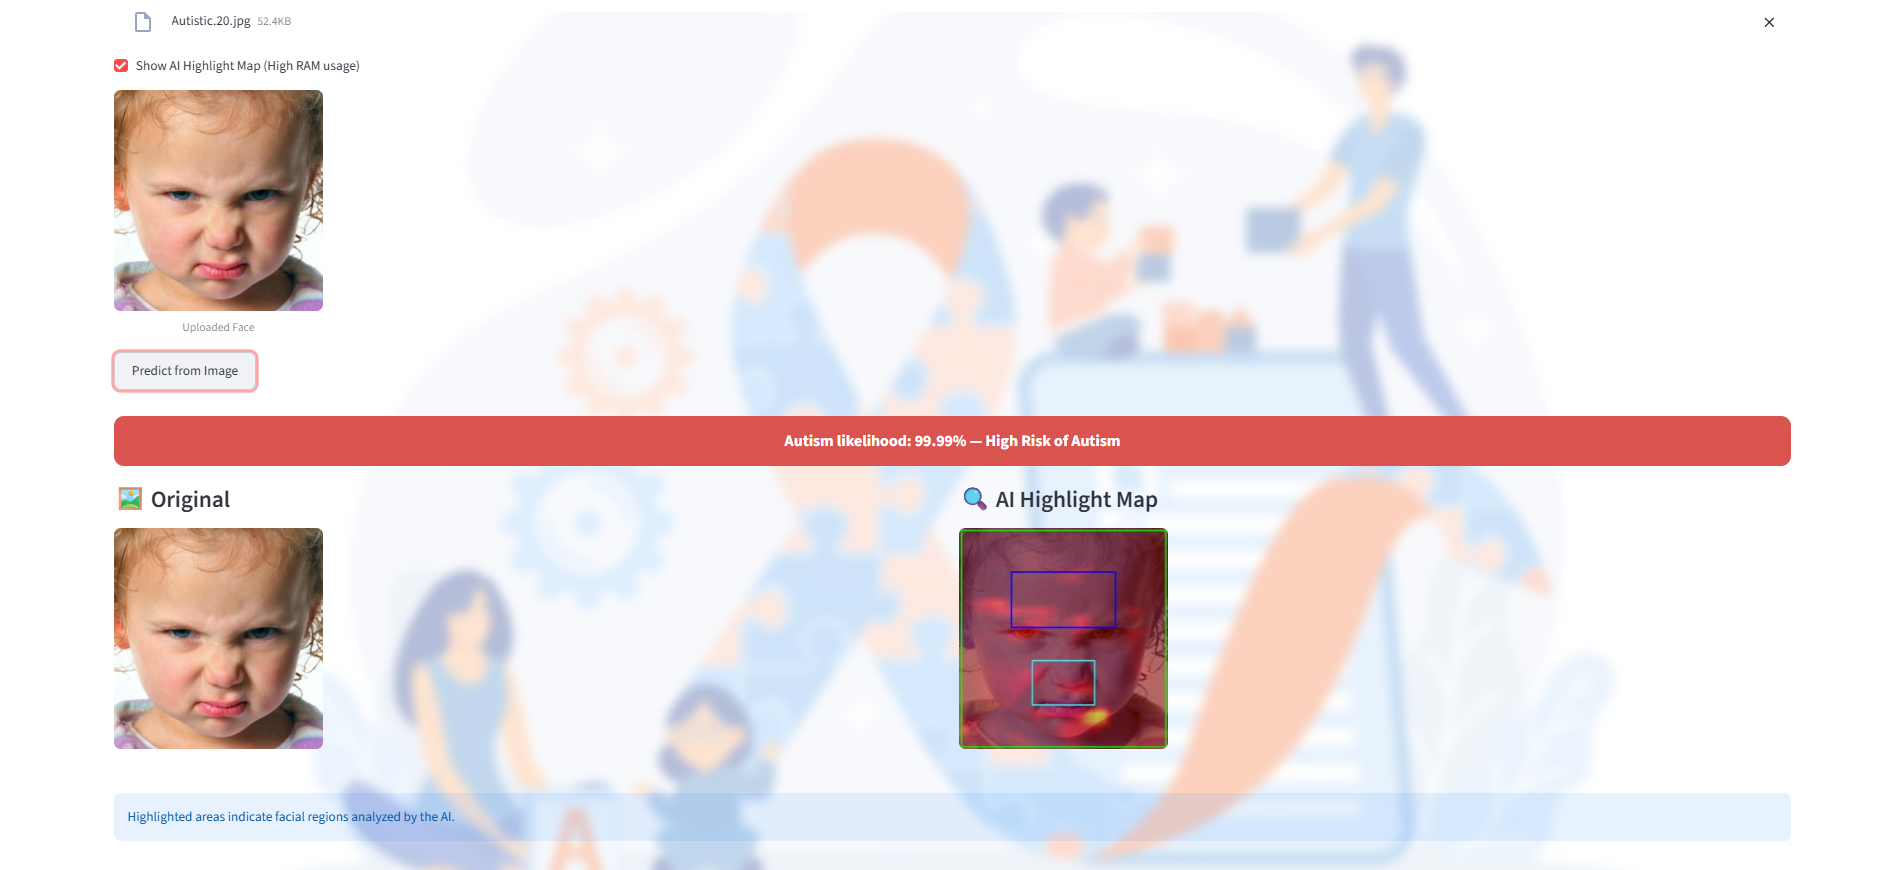 Autistic.20.jpg 52.4KB
Show AI Highlight Map (High RAM usage)
Uploaded Face
Predict from Image
Autism likelihood: 99.99% — High Risk of Autism
Original
AI Highlight Map
Highlighted areas indicate facial regions analyzed by the AI.
A